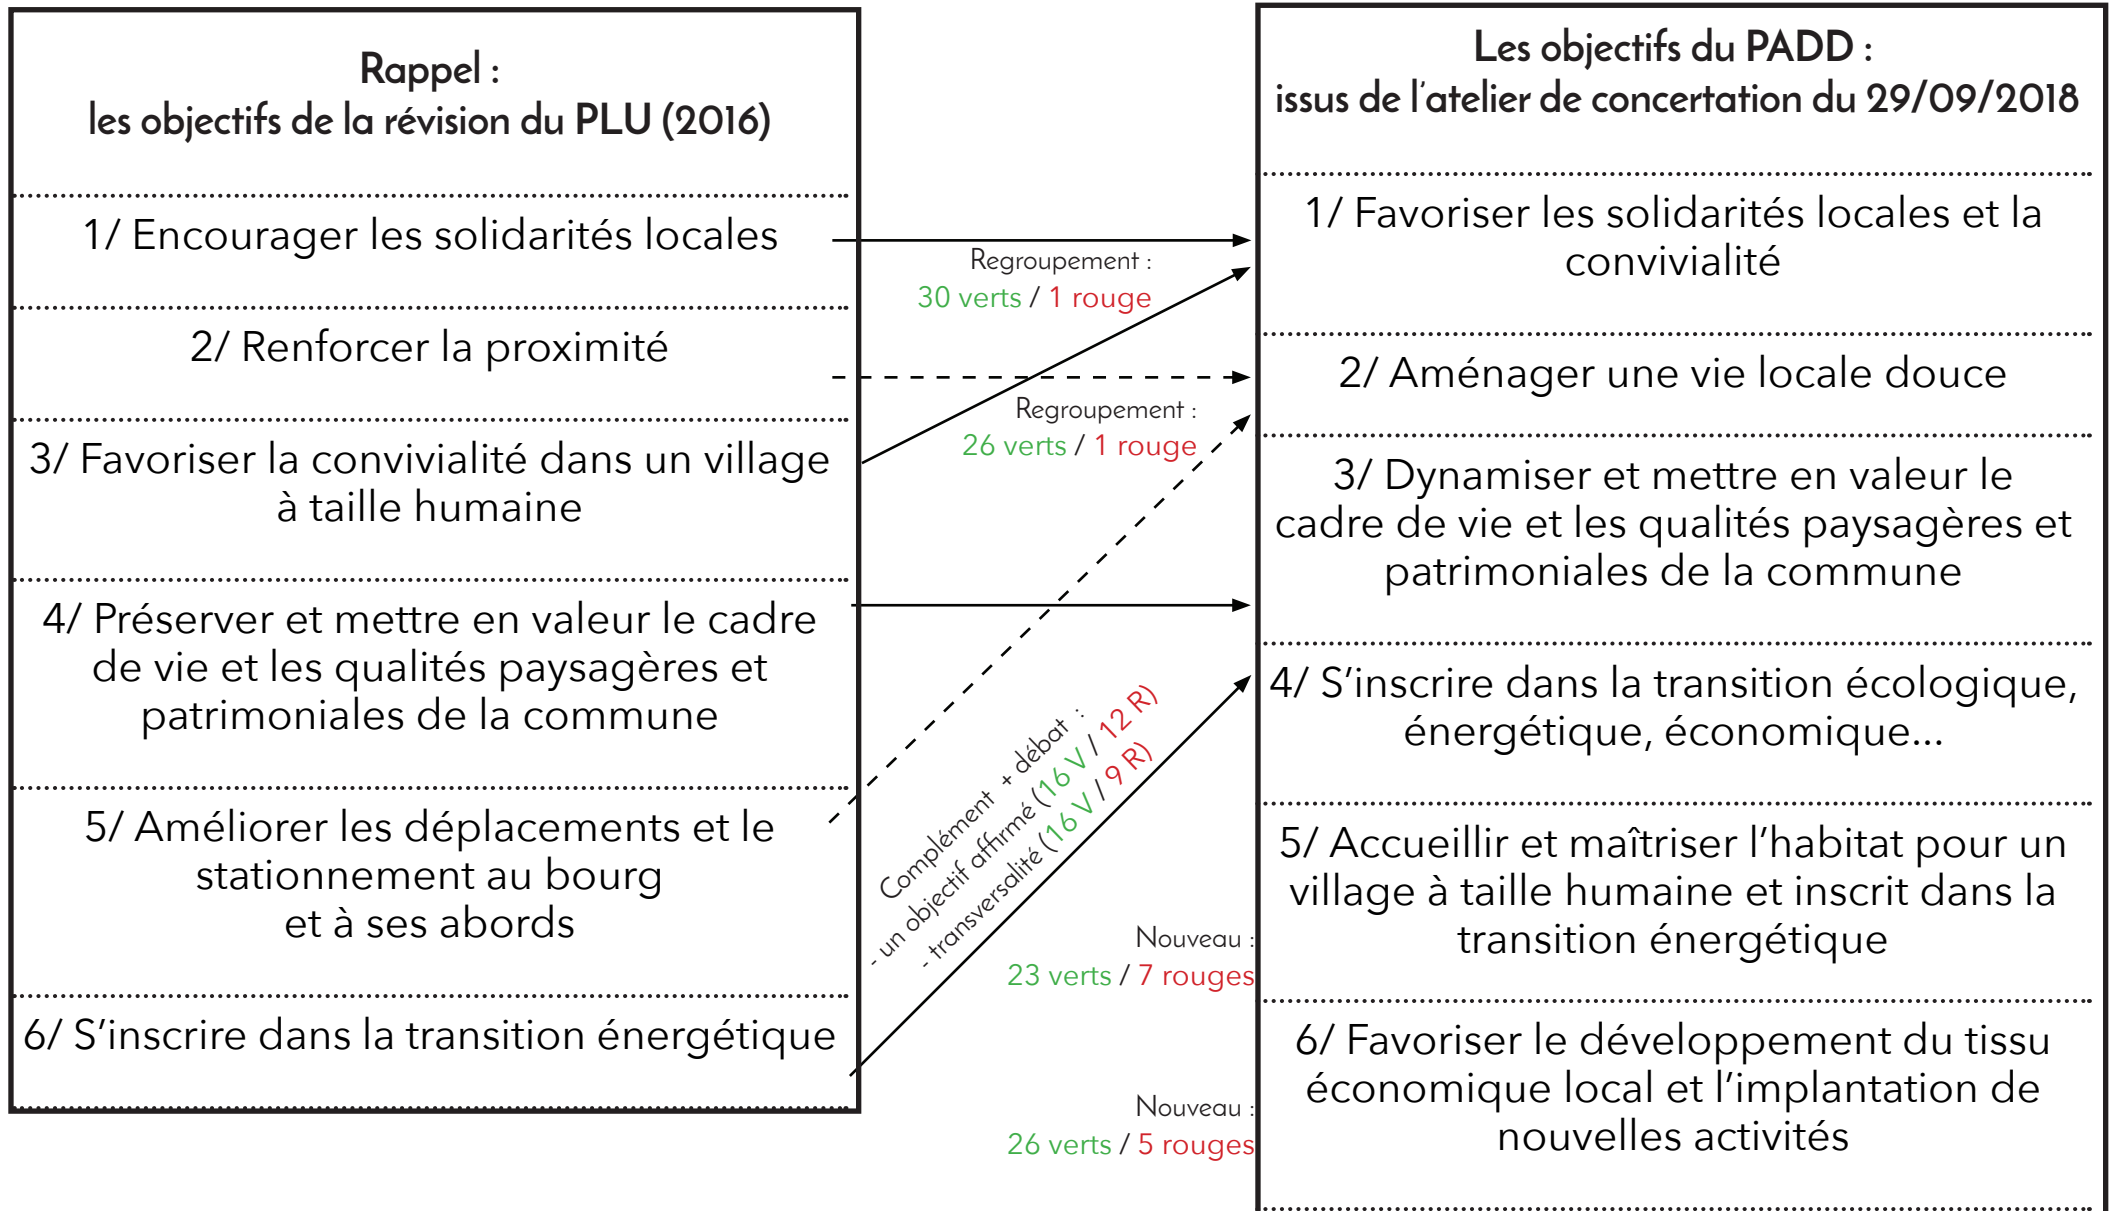 Rappel :
les objectifs de la révision du PLU (2016)
1/ Encourager les solidarités locales
2/ Renforcer la proximité
3/ Favoriser la convivialité dans un village
à taille humaine
4/ Préserver et mettre en valeur le cadre
de vie et les qualités paysagères et
patrimoniales de la commune
5/ Améliorer les déplacements et le
stationnement au bourg
et à ses abords
6/ S’inscrire dans la transition énergétique
Regroupement :
30 verts / 1 rouge
Regroupement :
26 verts / 1 rouge
Complément + débat :
- un objectif affirmé (16 V / 12 R)
- transversalité (16 V / 9 R)
Nouveau :
23 verts / 7 rouges
Nouveau :
26 verts / 5 rouges
Les objectifs du PADD :
issus de l’atelier de concertation du 29/09/2018
1/ Favoriser les solidarités locales et la
convivialité
2/ Aménager une vie locale douce
3/ Dynamiser et mettre en valeur le
cadre de vie et les qualités paysagères et
patrimoniales de la commune
4/ S’inscrire dans la transition écologique,
énergétique, économique...
5/ Accueillir et maîtriser l’habitat pour un
village à taille humaine et inscrit dans la
transition énergétique
6/ Favoriser le développement du tissu
économique local et l’implantation de
nouvelles activités